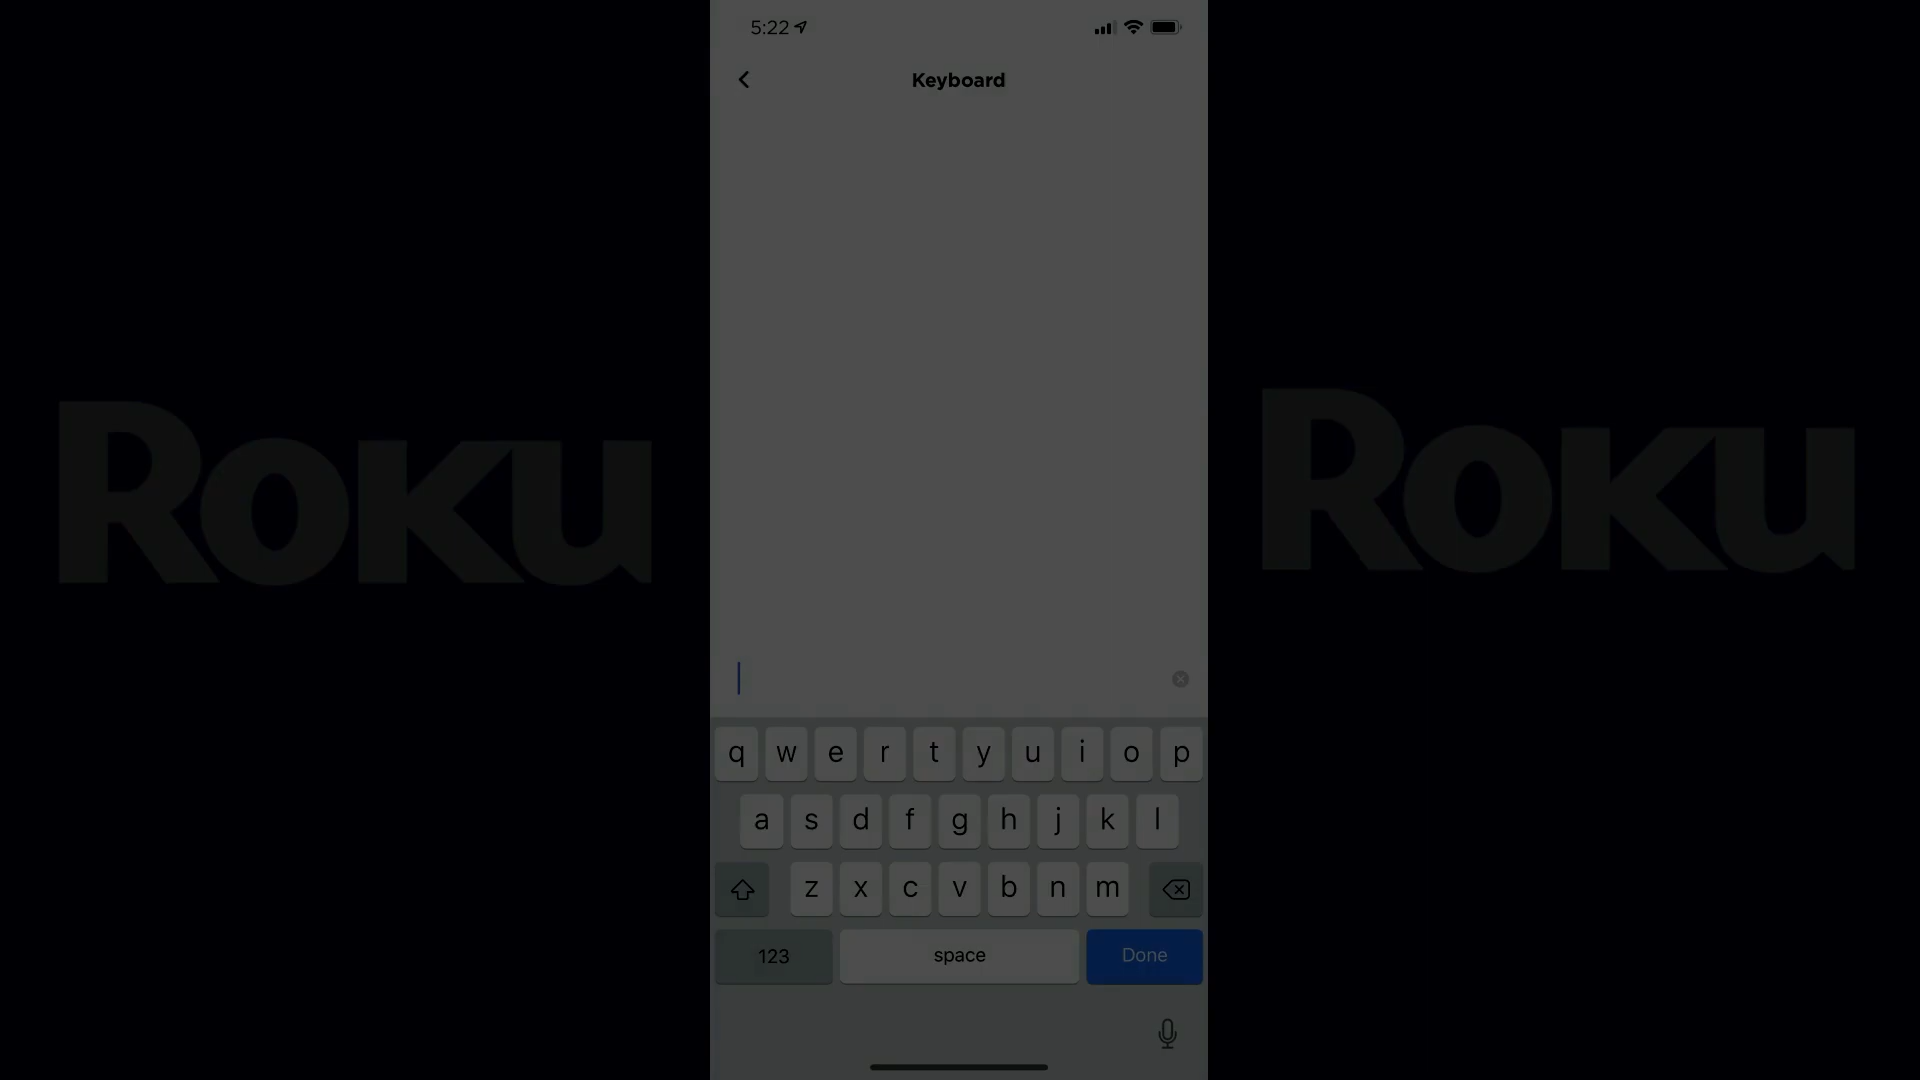 5:22
Keyboard
Roku
Roku
q w e r t y u i o p
a s d f g h j k l
z x c v b n m
123 space Done